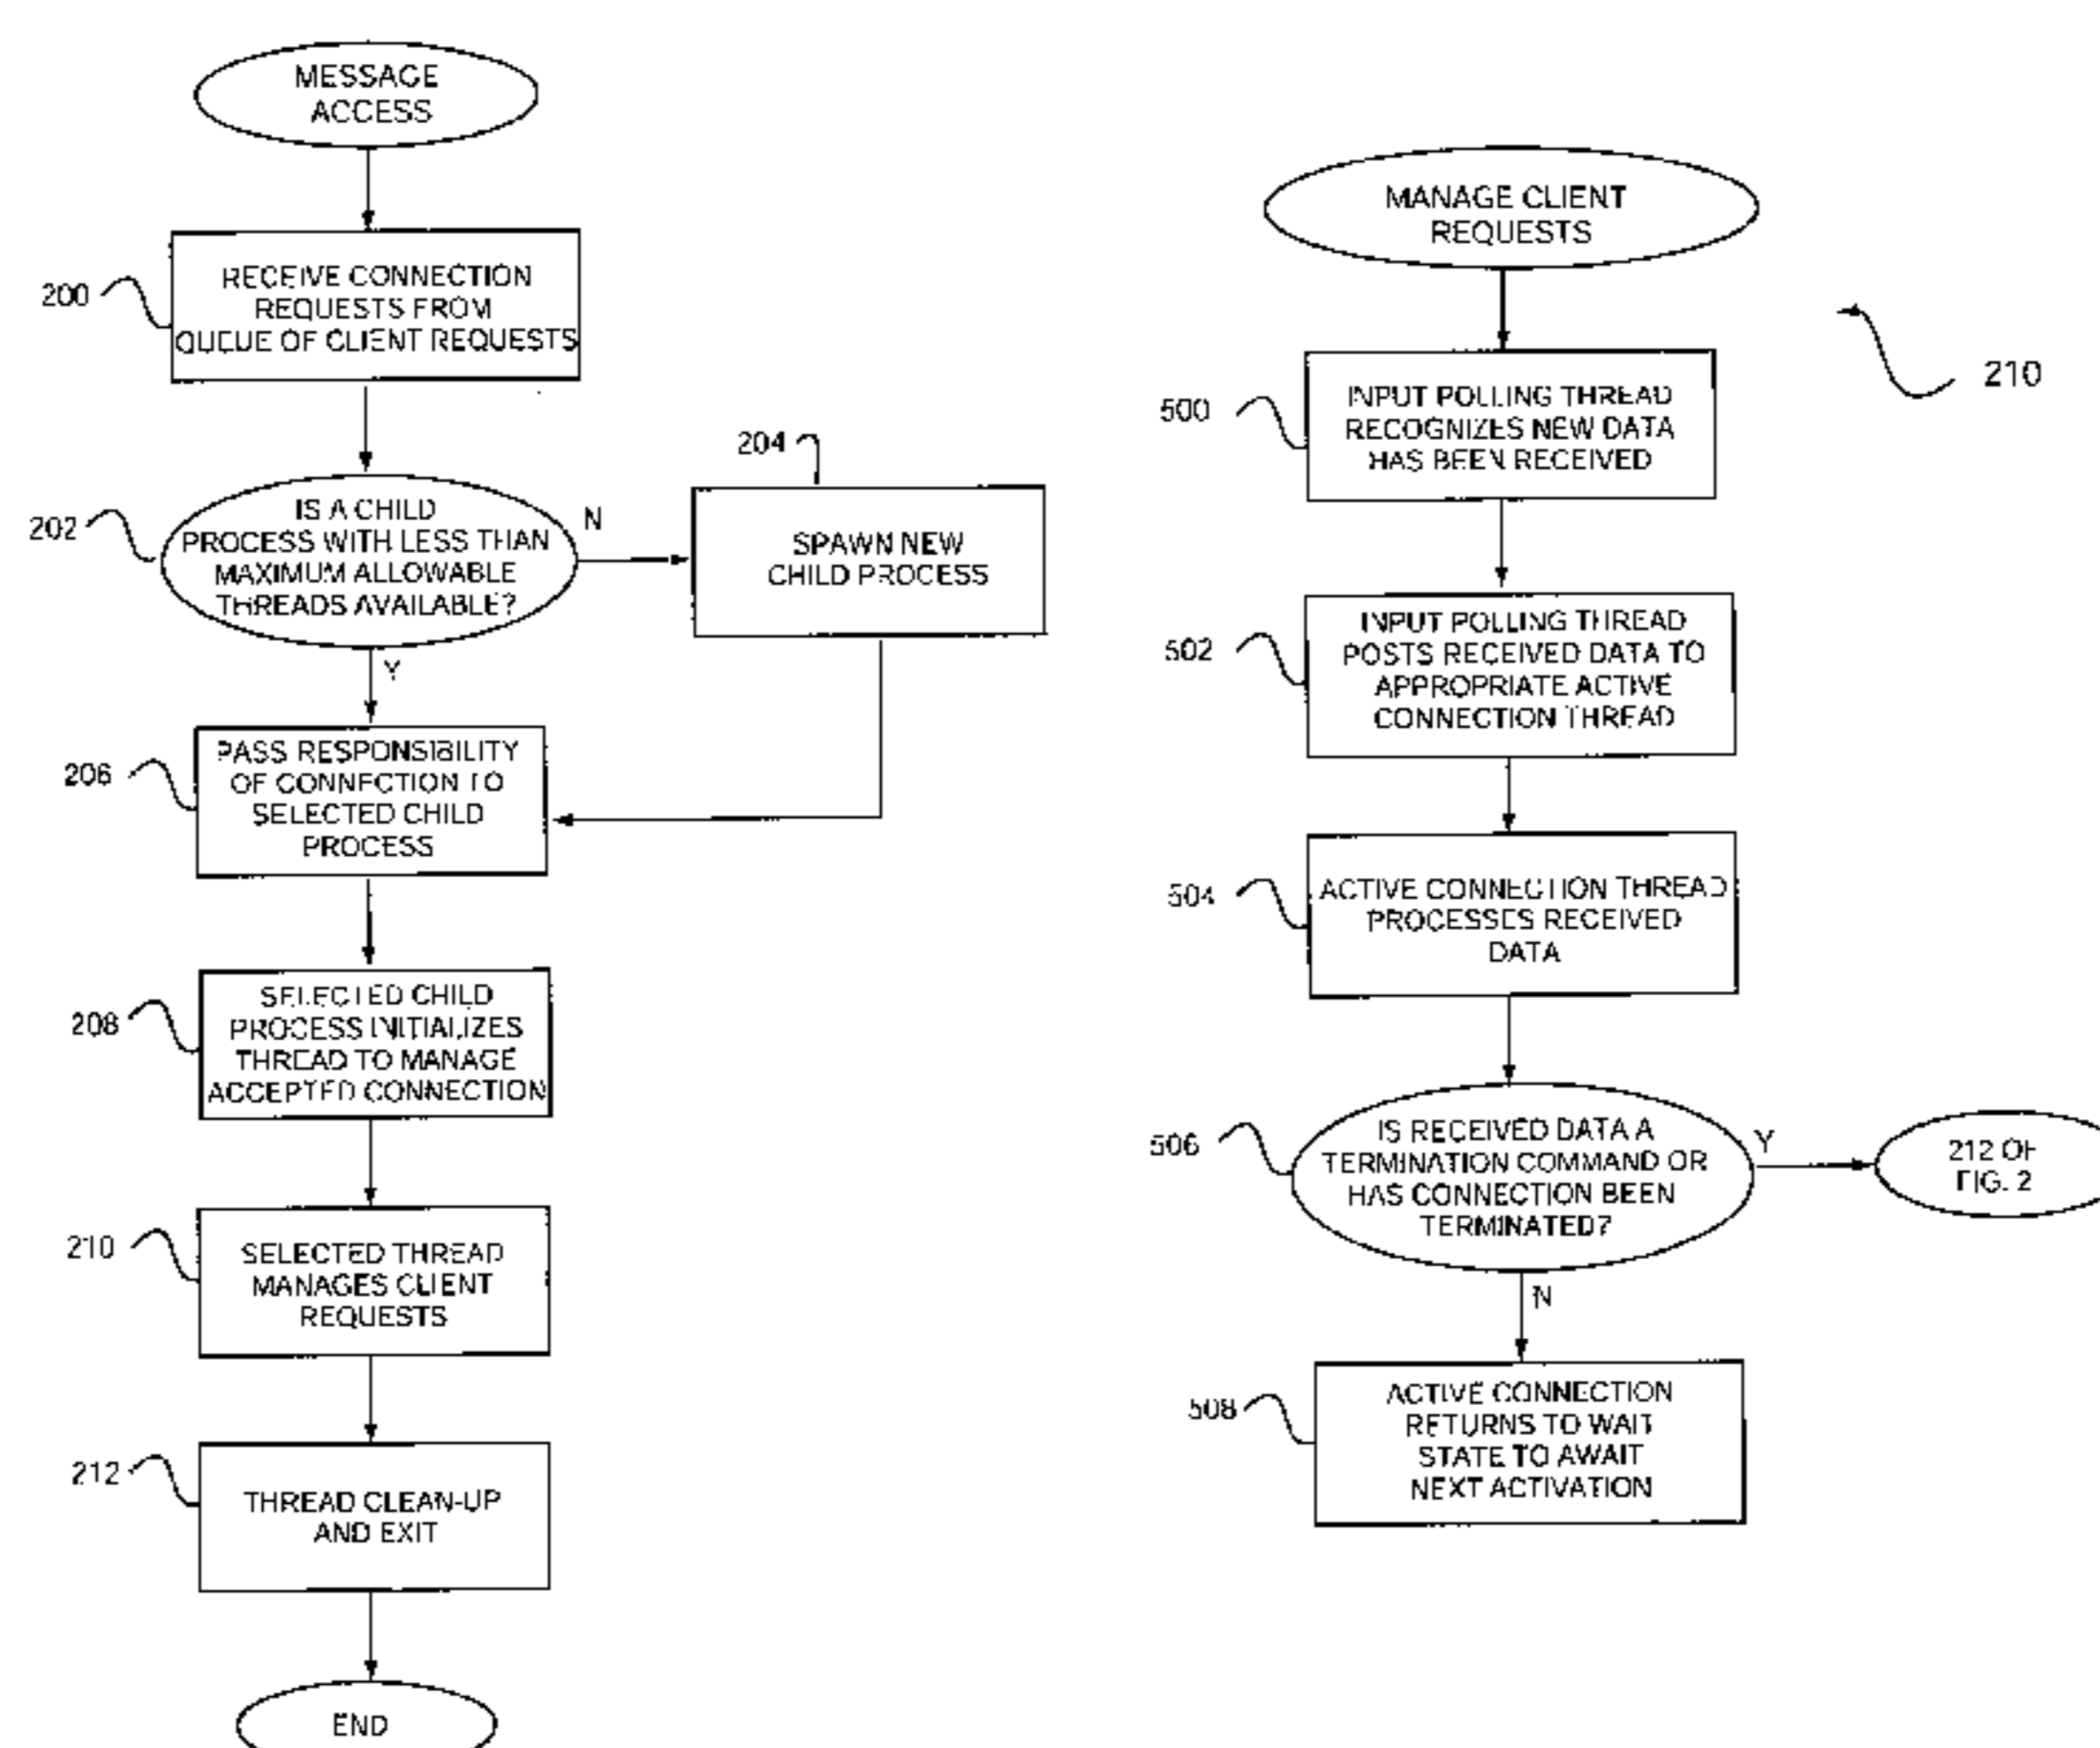 MESSAGE
ACCESS
200
RECEIVE CONNECTION
REQUESTS FROM
QUEUE OF CLIENT REQUESTS
202
IS A CHILD
PROCESS WITH LESS THAN
MAXIMUM ALLOWABLE
THREADS AVAILABLE?
N
204
SPAWN NEW
CHILD PROCESS
Y
206
PASS RESPONSIBILITY
OF CONNECTION TO
SELECTED CHILD
PROCESS
208
SELECTED CHILD
PROCESS INITIALIZES
THREAD TO MANAGE
ACCEPTED CONNECTION
210
SELECTED THREAD
MANAGES CLIENT
REQUESTS
212
THREAD CLEAN-UP
AND EXIT
END
MANAGE CLIENT
REQUESTS
210
500
INPUT POLLING THREAD
RECOGNIZES NEW DATA
HAS BEEN RECEIVED
502
INPUT POLLING THREAD
POSTS RECEIVED DATA TO
APPROPRIATE ACTIVE
CONNECTION THREAD
504
ACTIVE CONNECTION THREAD
PROCESSES RECEIVED
DATA
506
IS RECEIVED DATA A
TERMINATION COMMAND OR
HAS CONNECTION BEEN
TERMINATED?
Y
212 OF
FIG. 2
N
508
ACTIVE CONNECTION
RETURNS TO WAIT
STATE TO AWAIT
NEXT ACTIVATION